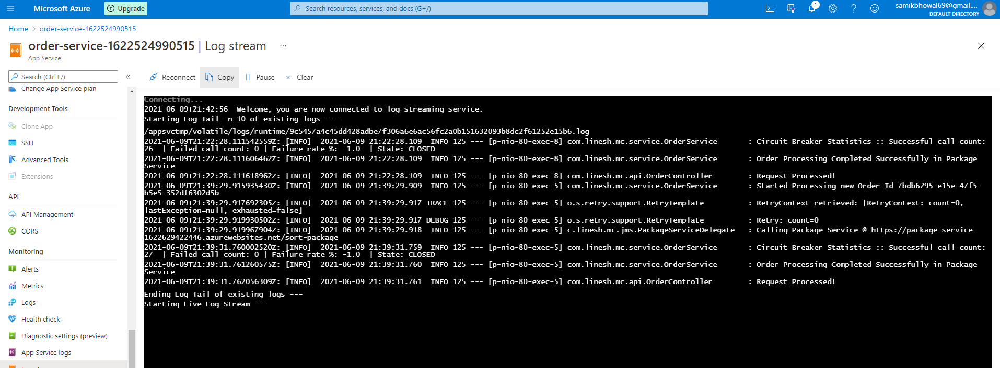 Microsoft Azure
Upgrade
Search resources, services, and docs (G+/)
1
samikbhowal69@gmail....
DEFAULT DIRECTORY
Home > order-service-1622524990515
order-service-1622524990515 | Log stream ...
App Service
Search (Ctrl+/)
«
Reconnect
Copy
Pause
Clear
Change App Service plan
Development Tools
Clone App
SSH
Advanced Tools
Extensions
API
API Management
CORS
Monitoring
Alerts
Metrics
Logs
Health check
Diagnostic settings (preview)
App Service logs
Connecting...
2021-06-09T21:42:56  Welcome, you are now connected to log-streaming service.
Starting Log Tail -n 10 of existing logs ----
/appsvctmp/volatile/logs/runtime/9c5457a4c45dd428adbe7f306a6e6ac56fc2a0b151632093b8dc2f61252e15b6.log
2021-06-09T21:22:28.111542559Z: [INFO]  2021-06-09 21:22:28.109  INFO 125 --- [p-nio-80-exec-8] com.linesh.mc.service.OrderService       : Circuit Breaker Statistics :: Successful call count:
26  | Failed call count: 0 | Failure rate %: -1.0  | State: CLOSED
2021-06-09T21:22:28.111606462Z: [INFO]  2021-06-09 21:22:28.109  INFO 125 --- [p-nio-80-exec-8] com.linesh.mc.service.OrderService       : Order Processing Completed Successfully in Package
Service
2021-06-09T21:22:28.111618962Z: [INFO]  2021-06-09 21:22:28.109  INFO 125 --- [p-nio-80-exec-8] com.linesh.mc.api.OrderController        : Request Processed!
2021-06-09T21:39:29.915935430Z: [INFO]  2021-06-09 21:39:29.909  INFO 125 --- [p-nio-80-exec-5] com.linesh.mc.service.OrderService       : Started Processing new Order Id 7bdb6295-e15e-47f5-
b5e5-352df6302d5b
2021-06-09T21:39:29.917692305Z: [INFO]  2021-06-09 21:39:29.917 TRACE 125 --- [p-nio-80-exec-5] o.s.retry.support.RetryTemplate          : RetryContext retrieved: [RetryContext: count=0,
lastException=null, exhausted=false]
2021-06-09T21:39:29.919930502Z: [INFO]  2021-06-09 21:39:29.917 DEBUG 125 --- [p-nio-80-exec-5] o.s.retry.support.RetryTemplate          : Retry: count=0
2021-06-09T21:39:29.919967904Z: [INFO]  2021-06-09 21:39:29.918  INFO 125 --- [p-nio-80-exec-5] c.linesh.mc.jms.PackageServiceDelegate   : Calling Package Service @ https://package-service-
1622629422446.azurewebsites.net/sort-package
2021-06-09T21:39:31.760002520Z: [INFO]  2021-06-09 21:39:31.759  INFO 125 --- [p-nio-80-exec-5] com.linesh.mc.service.OrderService       : Circuit Breaker Statistics :: Successful call count:
27  | Failed call count: 0 | Failure rate %: -1.0  | State: CLOSED
2021-06-09T21:39:31.761260575Z: [INFO]  2021-06-09 21:39:31.760  INFO 125 --- [p-nio-80-exec-5] com.linesh.mc.service.OrderService       : Order Processing Completed Successfully in Package
Service
2021-06-09T21:39:31.762056309Z: [INFO]  2021-06-09 21:39:31.761  INFO 125 --- [p-nio-80-exec-5] com.linesh.mc.api.OrderController        : Request Processed!
Ending Log Tail of existing logs ---
Starting Live Log Stream ---